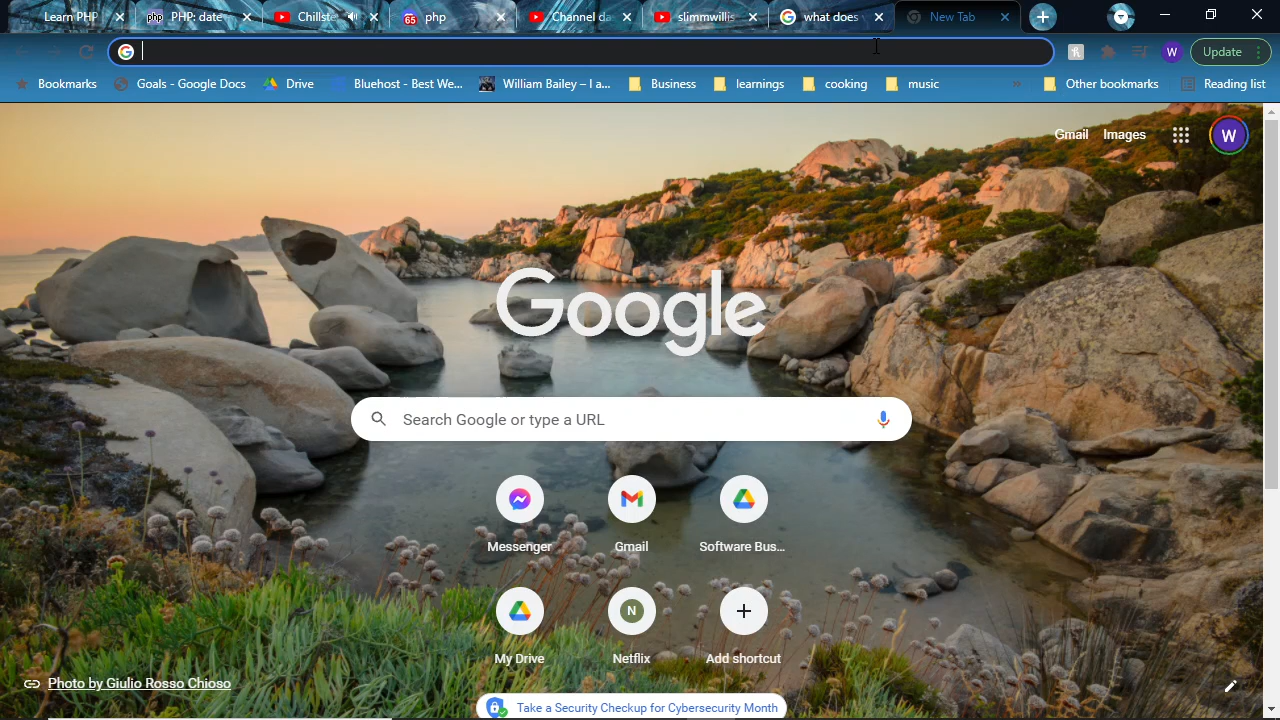 Learn PHP
php PHP: date
Chillste
65 php
Channel da
slimmwillis
what does
New Tab
W Update
Bookmarks Goals - Google Docs Drive Bluehost - Best We... William Bailey – I a... Business learnings cooking music » Other bookmarks Reading list
Gmail Images W
Google
Search Google or type a URL
Messenger Gmail Software Bus...
N
My Drive Netflix Add shortcut
Photo by Giulio Rosso Chioso
Take a Security Checkup for Cybersecurity Month